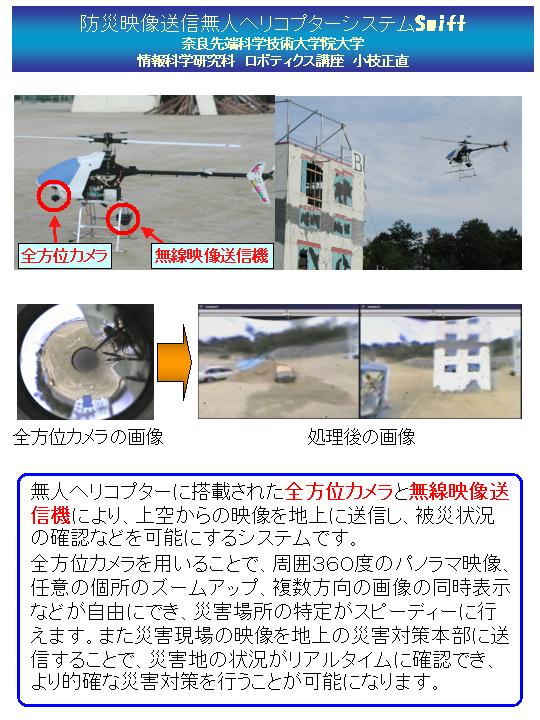 防災映像送信無人ヘリコプターシステムSwift
奈良先端科学技術大学院大学
情報科学研究科 ロボティクス講座 小枝正直
B
全方位カメラ
無線映像送信機
全方位カメラの画像
処理後の画像
無人ヘリコプターに搭載された全方位カメラと無線映像送
信機により、上空からの映像を地上に送信し、被災状況
の確認などを可能にするシステムです。
全方位カメラを用いることで、周囲360度のパノラマ映像、
任意の個所のズームアップ、複数方向の画像の同時表示
などが自由にでき、災害場所の特定がスピーディーに行
えます。また災害現場の映像を地上の災害対策本部に送
信することで、災害地の状況がリアルタイムに確認でき、
より的確な災害対策を行うことが可能になります。